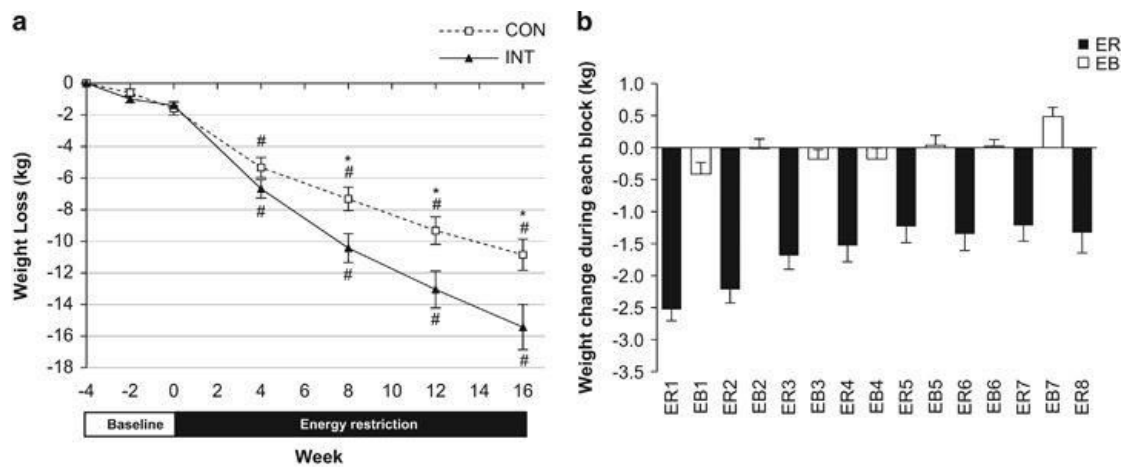 a
CON
INT
Weight Loss (kg)
0
-2
-4
-6
-8
-10
-12
-14
-16
-18
#
#
*
#
#
*
#
#
*
#
#
-4 -2 0 2 4 6 8 10 12 14 16
Baseline Energy restriction
Week
b
ER
EB
Weight change during each block (kg)
1.0
0.5
0.0
-0.5
-1.0
-1.5
-2.0
-2.5
-3.0
-3.5
ER1 EB1 ER2 EB2 ER3 EB3 ER4 EB4 ER5 EB5 ER6 EB6 ER7 EB7 ER8